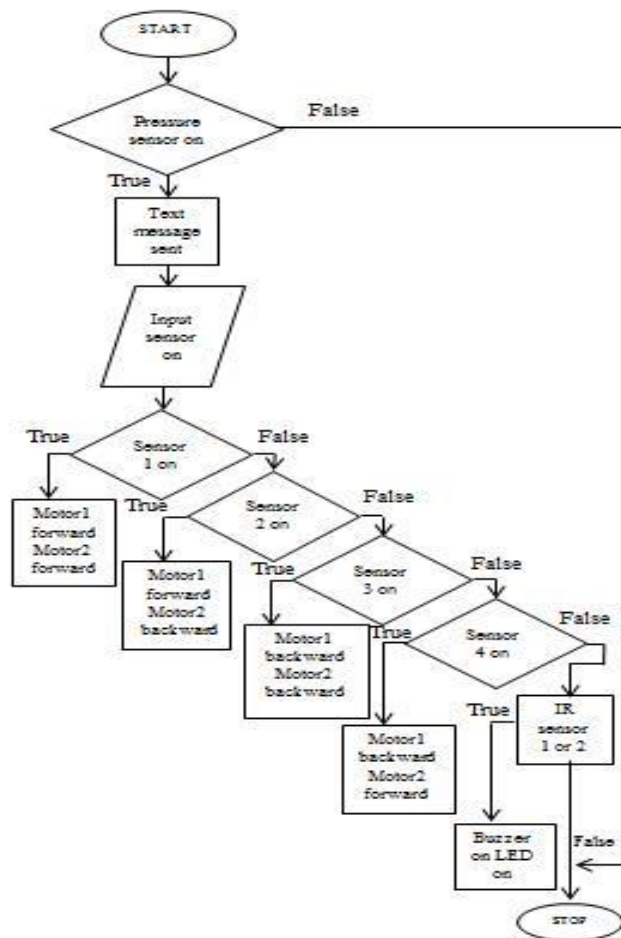 START
False
Pressure
sensor on
True
Text
message
sent
Input
sensor
on
True
Sensor
1 on
False
Motor1
forward
Motor2
forward
True
Sensor
2 on
False
Motor1
forward
Motor2
backward
True
Sensor
3 on
False
Motor1
backward
Motor2
backward
True
Sensor
4 on
False
Motor1
backward
Motor2
forward
True
IR
sensor
1 or 2
Buzzer
on LED
on
False
STOP